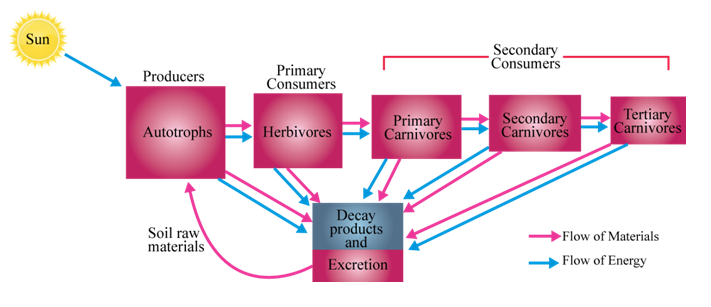 Sun
Secondary
Consumers
Producers
Primary
Consumers
Autotrophs
Herbivores
Primary
Carnivores
Secondary
Carnivores
Tertiary
Carnivores
Decay
products
and
Excretion
Soil raw
materials
Flow of Materials
Flow of Energy